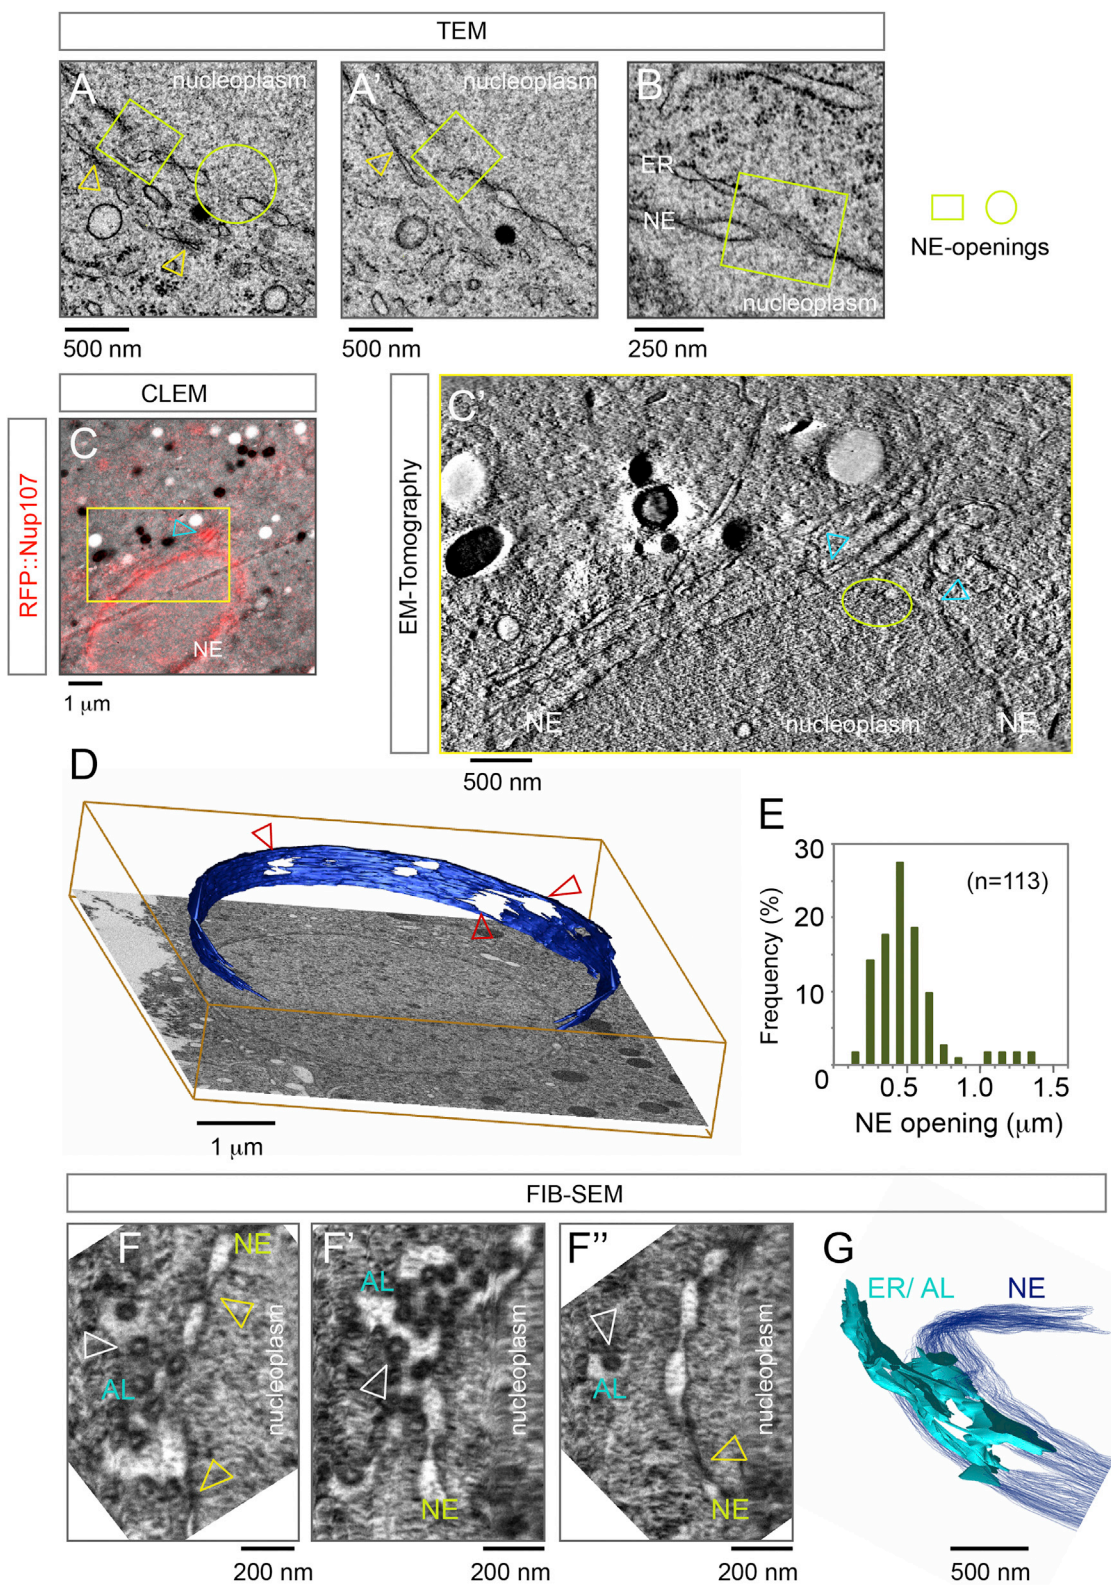 TEM
A
nucleoplasm
A'
nucleoplasm
B
ER
NE
nucleoplasm
NE-openings
500 nm
500 nm
250 nm
CLEM
RFP::Nup107
C
NE
1 μm
EM-Tomography
C'
NE
nucleoplasm
NE
500 nm
D
1 μm
E
30
20
10
0
(n=113)
Frequency (%)
0.5
1.0
1.5
NE opening (μm)
FIB-SEM
F
NE
AL
nucleoplasm
200 nm
F'
AL
nucleoplasm
NE
200 nm
F''
AL
nucleoplasm
NE
200 nm
G
ER/ AL
NE
500 nm